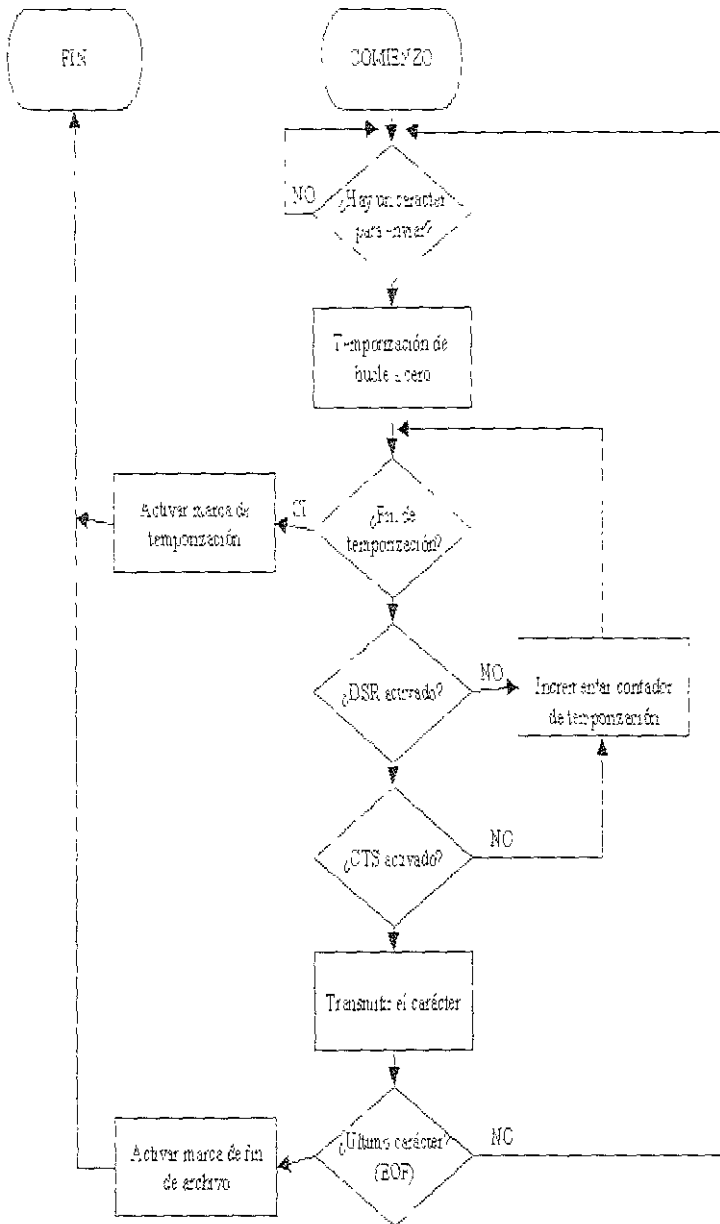 FIN
COMIENZO
NO
¿Hay un carácter
para enviar?
Temporización de
bucle a cero
Activar marca de
temporización
¿Fin de
temporización?
¿DSR activado?
NO
Incrementar contador
de temporización
¿CTS activado?
NO
Transmitir el carácter
Activar marca de fin
de archivo
¿Ultimo carácter?
(EOF)
NO